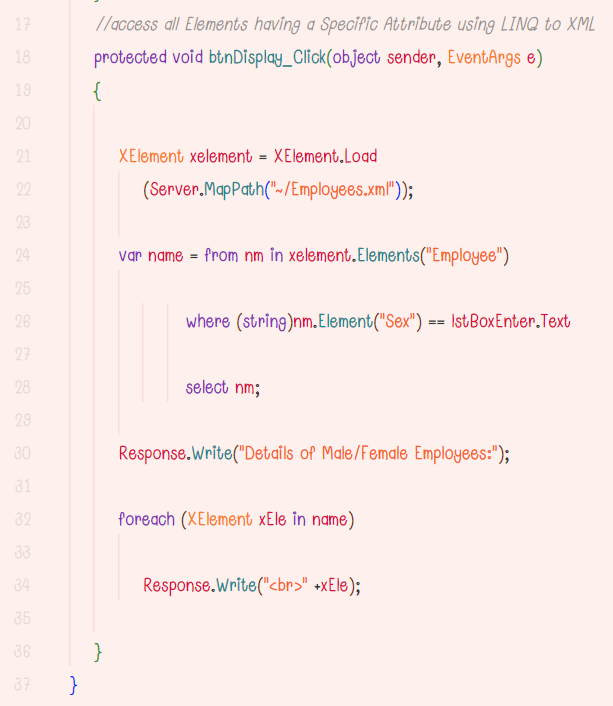 17 //access all Elements having a Specific Attribute using LINQ to XML
18 protected void btnDisplay_Click(object sender, EventArgs e)
19 {
20
21 XElement xelement = XElement.Load
22 (Server.MapPath("~/Employees.xml"));
23
24 var name = from nm in xelement.Elements("Employee")
25
26 where (string)nm.Element("Sex") == lstBoxEnter.Text
27
28 select nm;
29
30 Response.Write("Details of Male/Female Employees:");
31
32 foreach (XElement xEle in name)
33
34 Response.Write("<br>" +xEle);
35
36 }
37 }